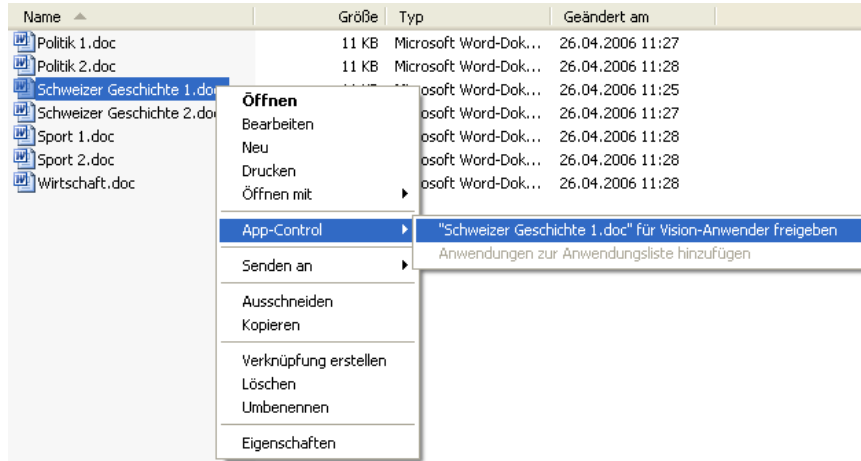 Name Größe Typ Geändert am
Politik 1.doc 11 KB Microsoft Word-Dok... 26.04.2006 11:27
Politik 2.doc 11 KB Microsoft Word-Dok... 26.04.2006 11:28
Schweizer Geschichte 1.do osoft Word-Dok... 26.04.2006 11:25
Schweizer Geschichte 2.do osoft Word-Dok... 26.04.2006 11:27
Sport 1.doc osoft Word-Dok... 26.04.2006 11:28
Sport 2.doc osoft Word-Dok... 26.04.2006 11:28
Wirtschaft.doc osoft Word-Dok... 26.04.2006 11:28
Öffnen
Bearbeiten
Neu
Drucken
Öffnen mit
App-Control
"Schweizer Geschichte 1.doc" für Vision-Anwender freigeben
Anwendungen zur Anwendungsliste hinzufügen
Senden an
Ausschneiden
Kopieren
Verknüpfung erstellen
Löschen
Umbenennen
Eigenschaften